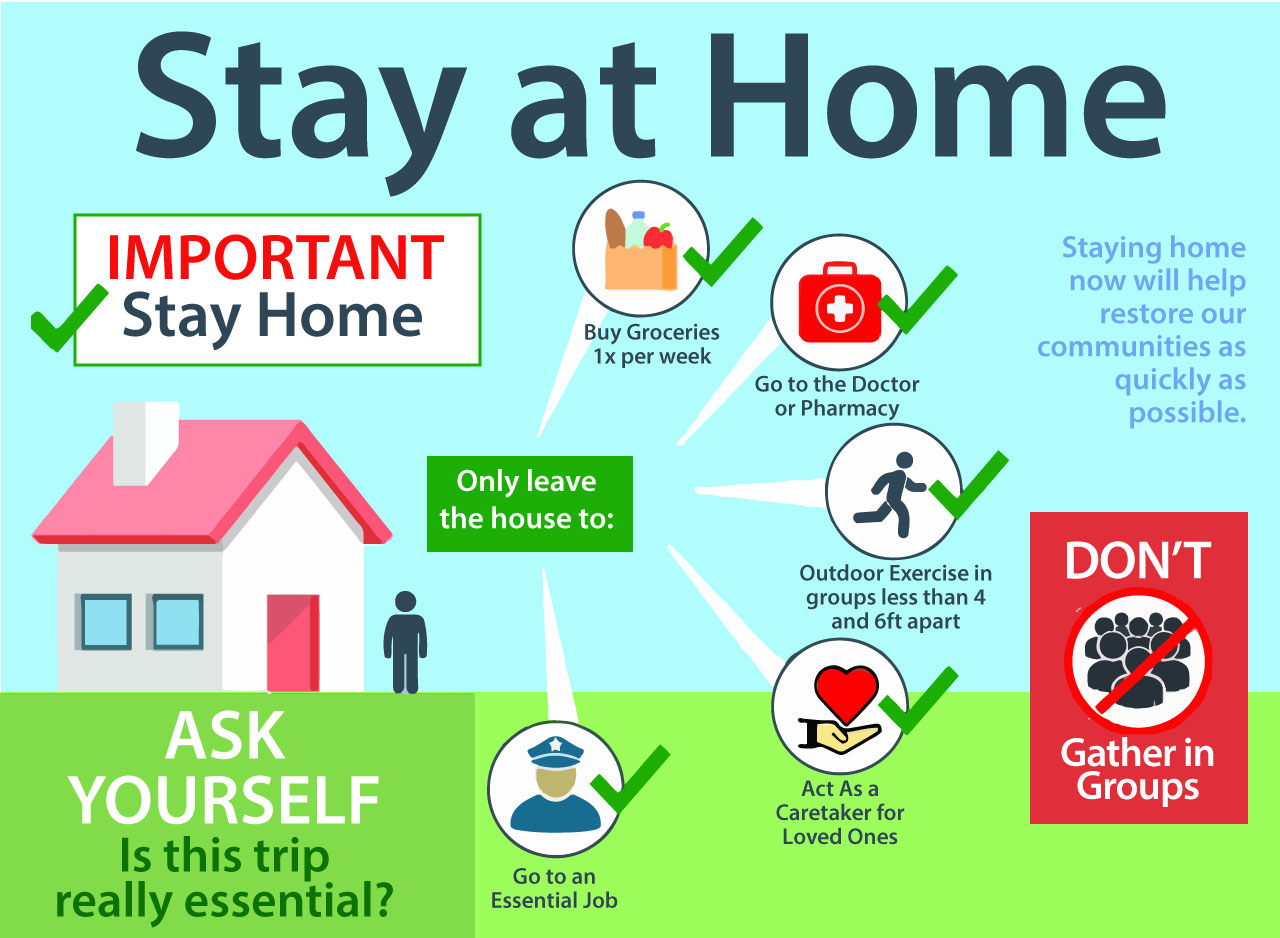 Stay at Home
IMPORTANT
Stay Home
Buy Groceries
1x per week
Go to the Doctor
or Pharmacy
Staying home
now will help
restore our
communities as
quickly as
possible.
Only leave
the house to:
Outdoor Exercise in
groups less than 4
and 6ft apart
DON'T
Gather in
Groups
Act As a
Caretaker for
Loved Ones
Go to an
Essential Job
ASK
YOURSELF
Is this trip
really essential?